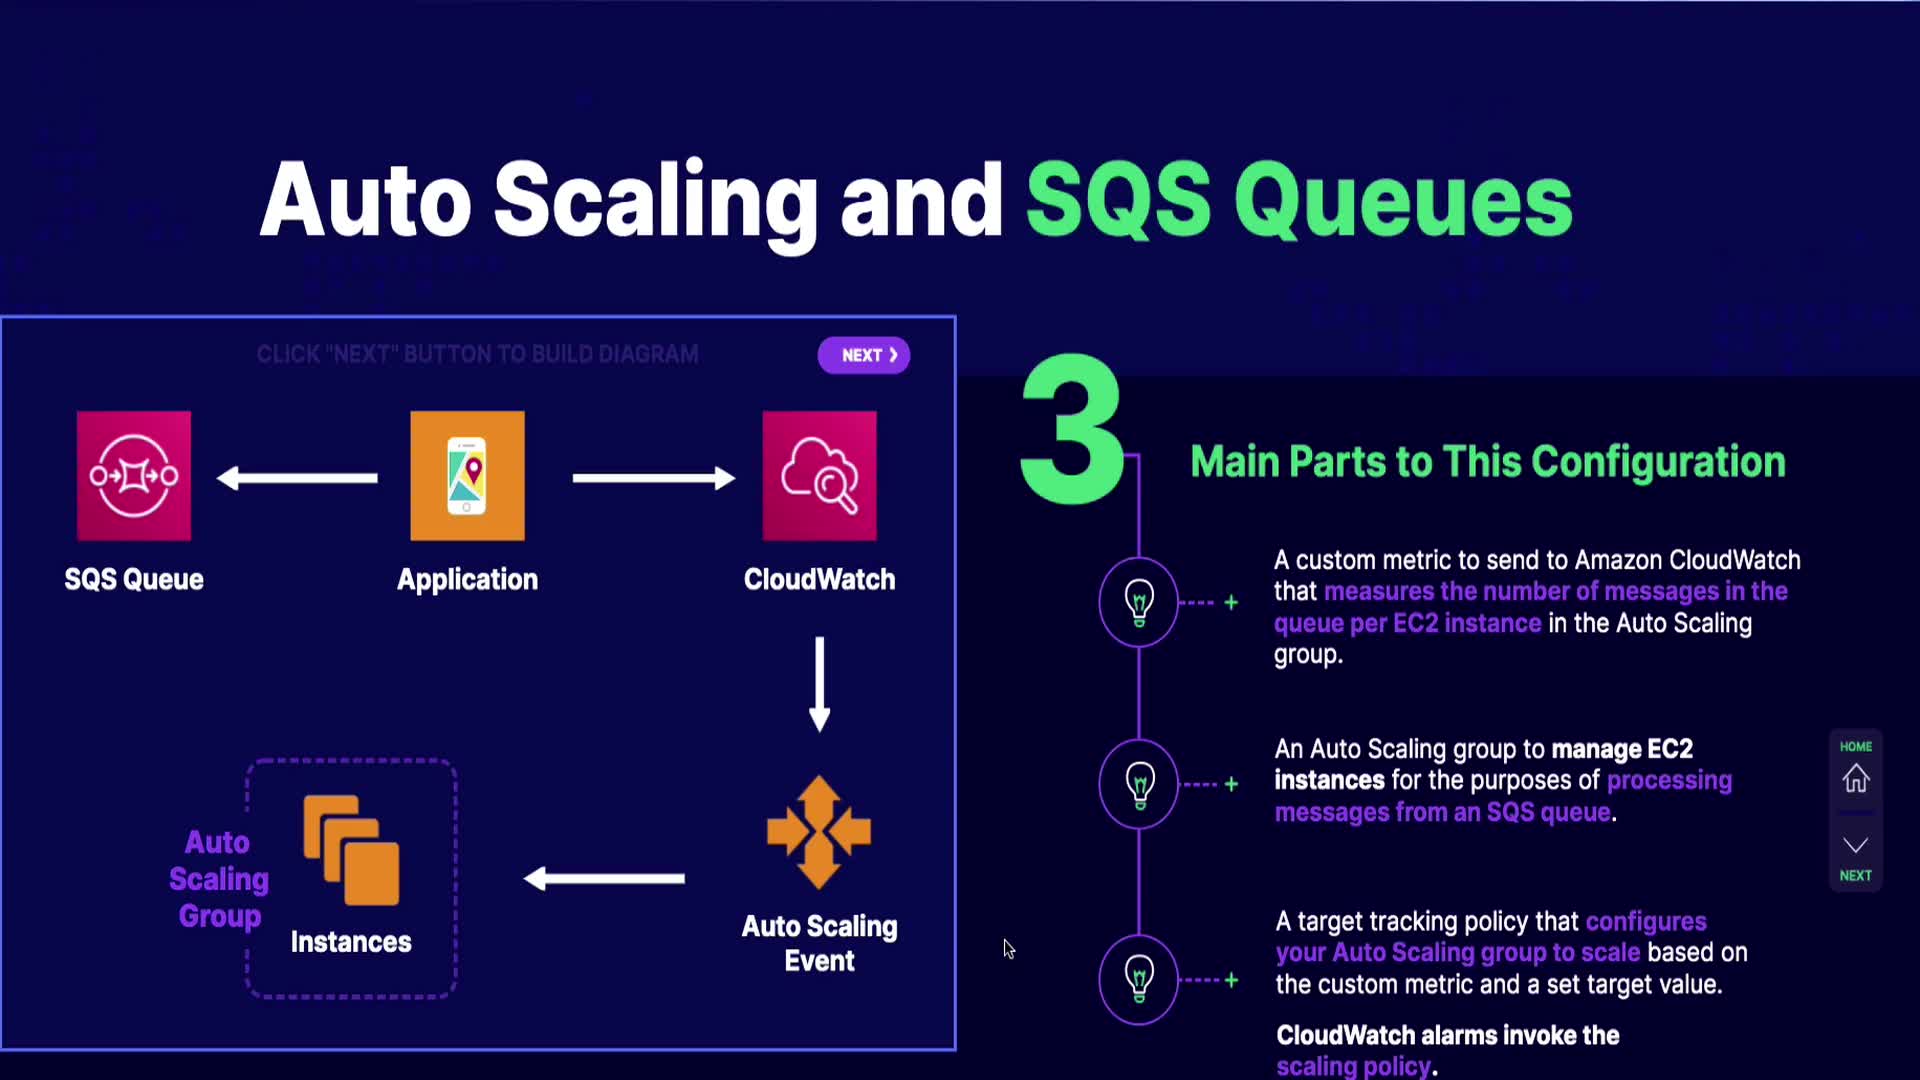 Auto Scaling and SQS Queues
CLICK "NEXT" BUTTON TO BUILD DIAGRAM
NEXT ❯
SQS Queue
Application
CloudWatch
Auto
Scaling
Group
Instances
Auto Scaling
Event
3
Main Parts to This Configuration
A custom metric to send to Amazon CloudWatch
that measures the number of messages in the
queue per EC2 instance in the Auto Scaling
group.
An Auto Scaling group to manage EC2
instances for the purposes of processing
messages from an SQS queue.
A target tracking policy that configures
your Auto Scaling group to scale based on
the custom metric and a set target value.
CloudWatch alarms invoke the
scaling policy.
HOME
NEXT